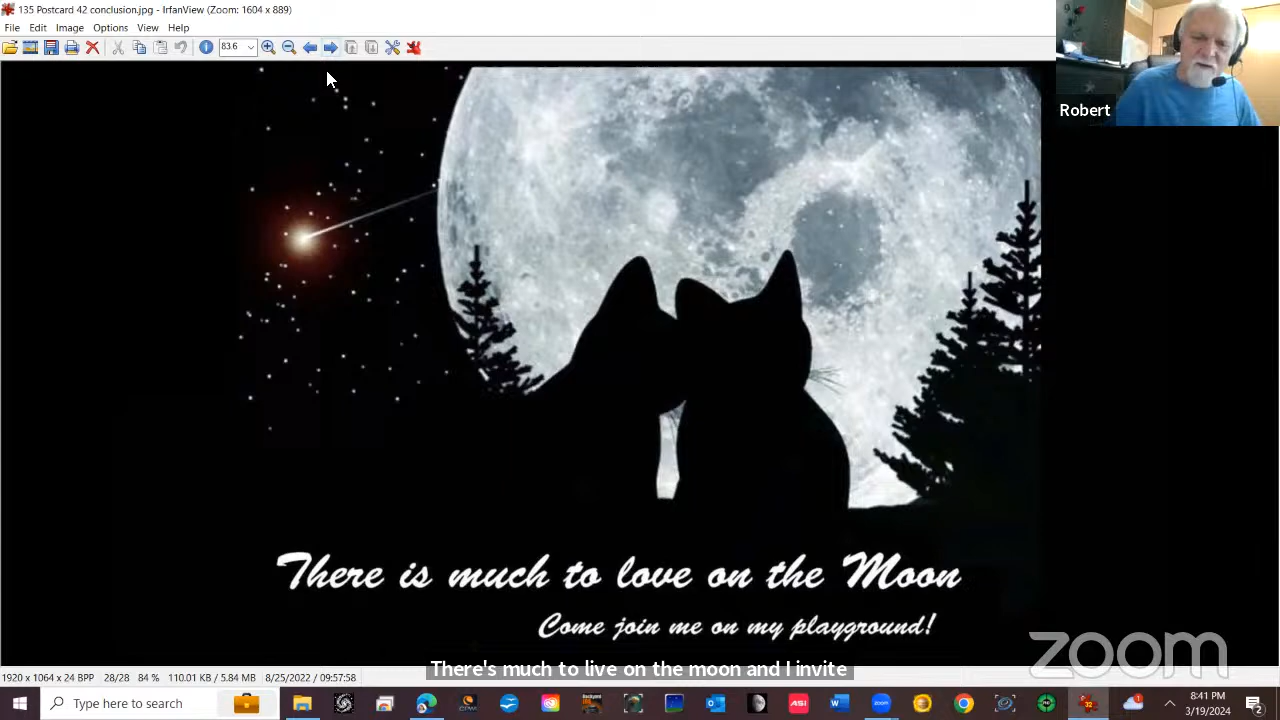 135 Postcard 42 conclusion.jpg - IrfanView (Zoom: 1604 x 889)
File Edit Image Options View Help
83.6
Robert
There is much to love on the Moon
Come join me on my playground!
zoom
There's much to live on the moon and I invite
1920 x 1064 x 24 BPP 28/28 % 110.01 KB / 5.84 MB 8/25/2022 / 09:5
Type here to search
8:41 PM
3/19/2024